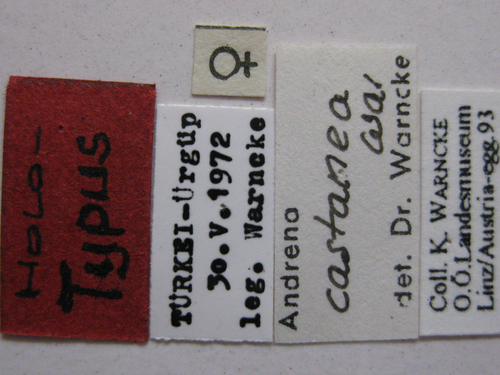 Holo-
Typus
♀
TÜRKEI-Ürgüp
30.V.1972
leg. Warncke
Andrena
castanea
det. Dr. Warncke
Coll. K. WARNCKE
O.Ö.Landesmuseum
Linz/Austria-egg.93